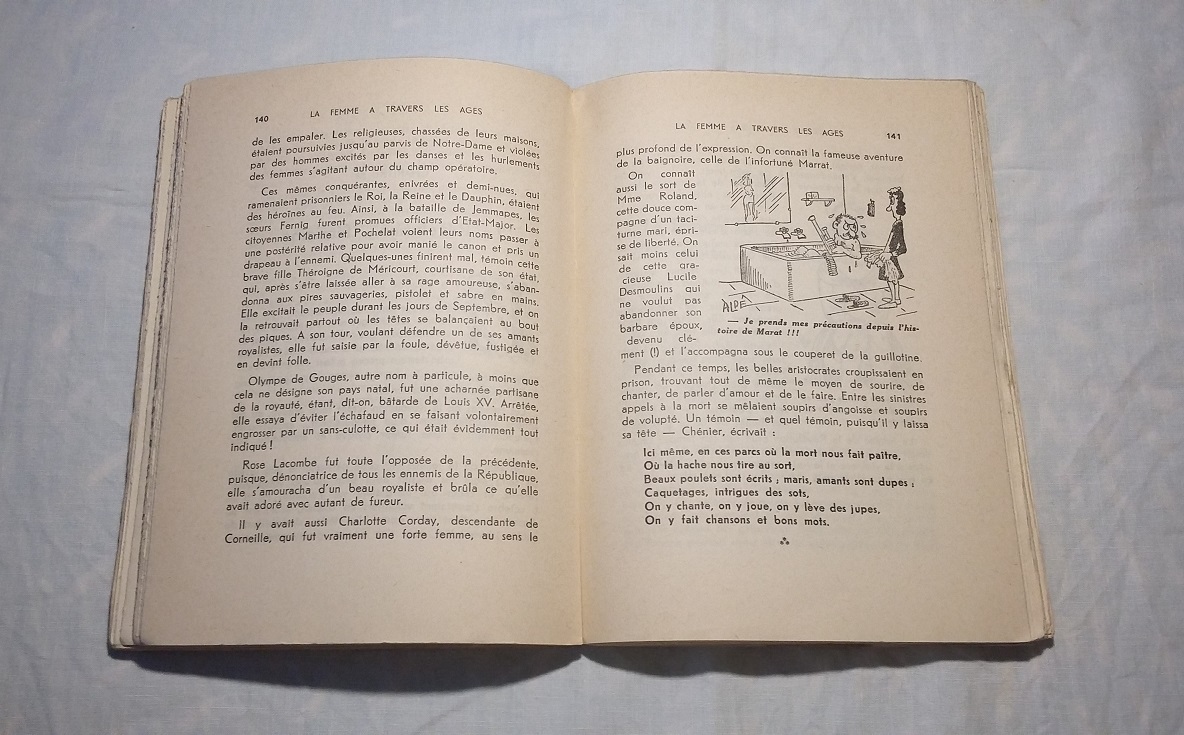 140 LA FEMME A TRAVERS LES AGES
de les empaler. Les religieuses, chassées de leurs maisons,
étaient poursuivies jusqu'au parvis de Notre-Dame et violées
par des hommes excités par les danses et les hurlements
des femmes s'agitant autour du champ opératoire.
Ces mêmes conquérantes, enivrées et demi-nues, qui
ramenaient prisonniers le Roi, la Reine et le Dauphin, étaient
des héroïnes au feu. Ainsi, à la bataille de Jemmapes, les
sœurs Fernig furent promues officiers d'Etat-Major. Les
citoyennes Marthe et Pochelat voient leurs noms passer à
une postérité relative pour avoir manié le canon et pris un
drapeau à l'ennemi. Quelques-unes finirent mal, témoin cette
brave fille Théroigne de Méricourt, courtisane de son état,
qui, après s'être laissée aller à sa rage amoureuse, s'aban-
donna aux pires sauvageries, pistolet et sabre en mains.
Elle excitait le peuple durant les jours de Septembre, et on
la retrouvait partout où les têtes se balançaient au bout
des piques. A son tour, voulant défendre un de ses amants
royalistes, elle fut saisie par la foule, dévêtue, fustigée et
en devint folle.
Olympe de Gouges, autre nom à particule, à moins que
cela ne désigne son pays natal, fut une acharnée partisane
de la royauté, étant, dit-on, bâtarde de Louis XV. Arrêtée,
elle essaya d'éviter l'échafaud en se faisant volontairement
engrosser par un sans-culotte, ce qui était évidemment tout
indiqué !
Rose Lacombe fut toute l'opposée de la précédente,
puisque, dénonciatrice de tous les ennemis de la République,
elle s'amouracha d'un beau royaliste et brûla ce qu'elle
avait adoré avec autant de fureur.
Il y avait aussi Charlotte Corday, descendante de
Corneille, qui fut vraiment une forte femme, au sens le
LA FEMME A TRAVERS LES AGES 141
plus profond de l'expression. On connaît la fameuse aventure
de la baignoire, celle de l'infortuné Marrat.
On connaît
aussi le sort de
Mme Roland,
cette douce com-
pagne d'un taci-
turne mari, épri-
se de liberté. On
sait moins celui
de cette gra-
cieuse Lucile
Desmoulins qui
ne voulut pas
abandonner son
barbare époux,
devenu clé-
ment (!) et l'accompagna sous le couperet de la guillotine.
ALDÉ
— Je prends mes précautions depuis l'his-
toire de Marat !!!
Pendant ce temps, les belles aristocrates croupissaient en
prison, trouvant tout de même le moyen de sourire, de
chanter, de parler d'amour et de le faire. Entre les sinistres
appels à la mort se mêlaient soupirs d'angoisse et soupirs
de volupté. Un témoin — et quel témoin, puisqu'il y laissa
sa tête — Chénier, écrivait :
Ici même, en ces parcs où la mort nous fait paître,
Où la hache nous tire au sort,
Beaux poulets sont écrits ; maris, amants sont dupes ;
Caquetages, intrigues des sots,
On y chante, on y joue, on y lève des jupes,
On y fait chansons et bons mots.